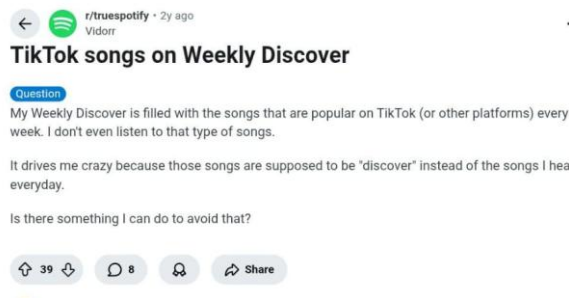 r/truespotify • 2y ago
Vidorr
TikTok songs on Weekly Discover
Question
My Weekly Discover is filled with the songs that are popular on TikTok (or other platforms) every
week. I don't even listen to that type of songs.
It drives me crazy because those songs are supposed to be "discover" instead of the songs I hea
everyday.
Is there something I can do to avoid that?
39
8
Share